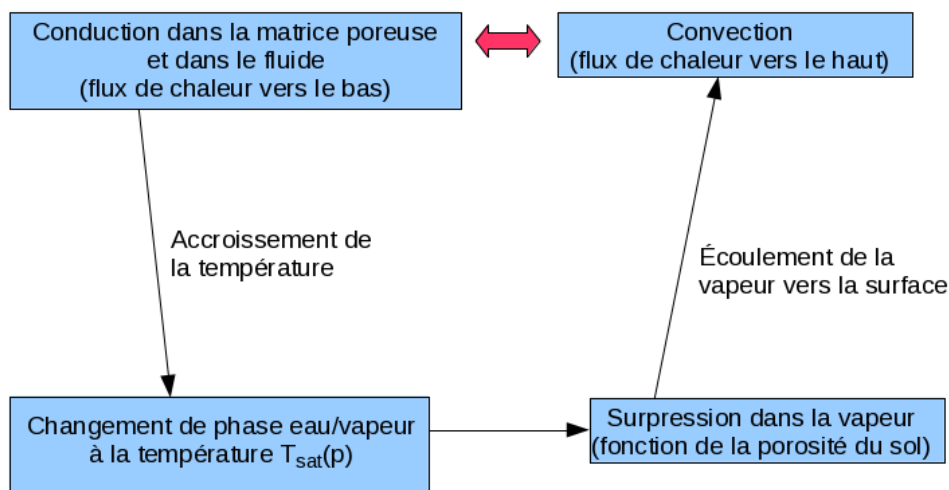 Conduction dans la matrice poreuse
et dans le fluide
(flux de chaleur vers le bas)
Convection
(flux de chaleur vers le haut)
Accroissement de
la température
Écoulement de la
vapeur vers la surface
Changement de phase eau/vapeur
à la température Tsat(p)
Surpression dans la vapeur
(fonction de la porosité du sol)